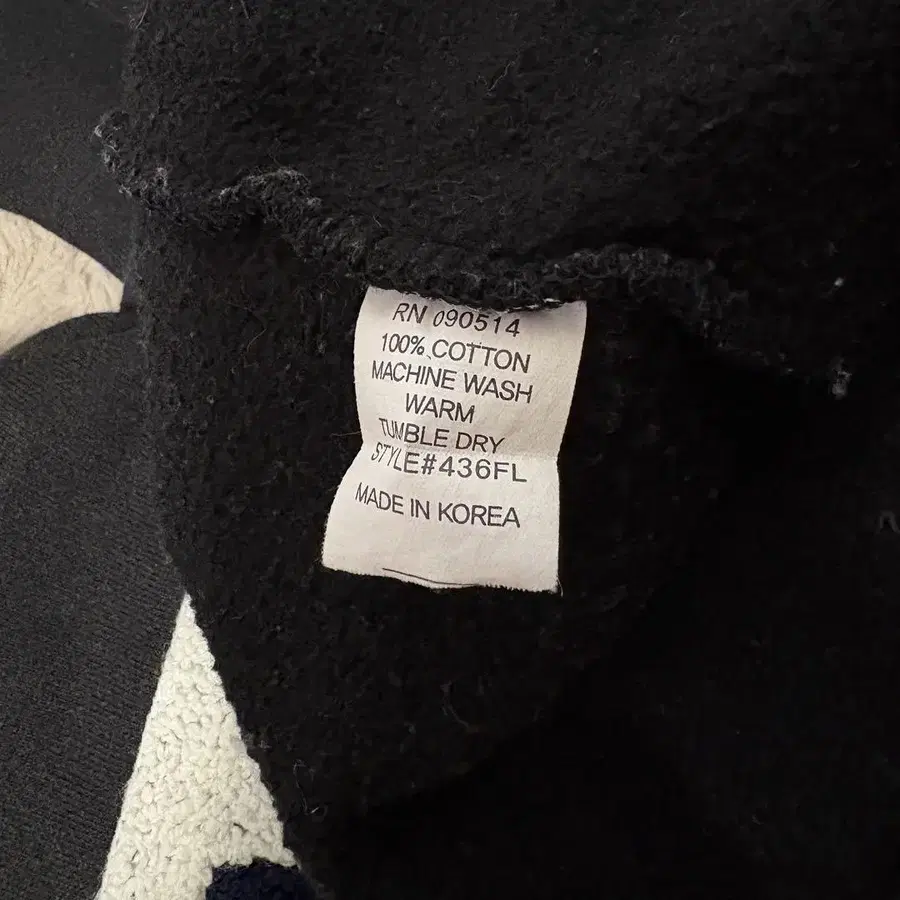 RN 090514
100% COTTON
MACHINE WASH
WARM
TUMBLE DRY
STYLE#436FL
MADE IN KOREA